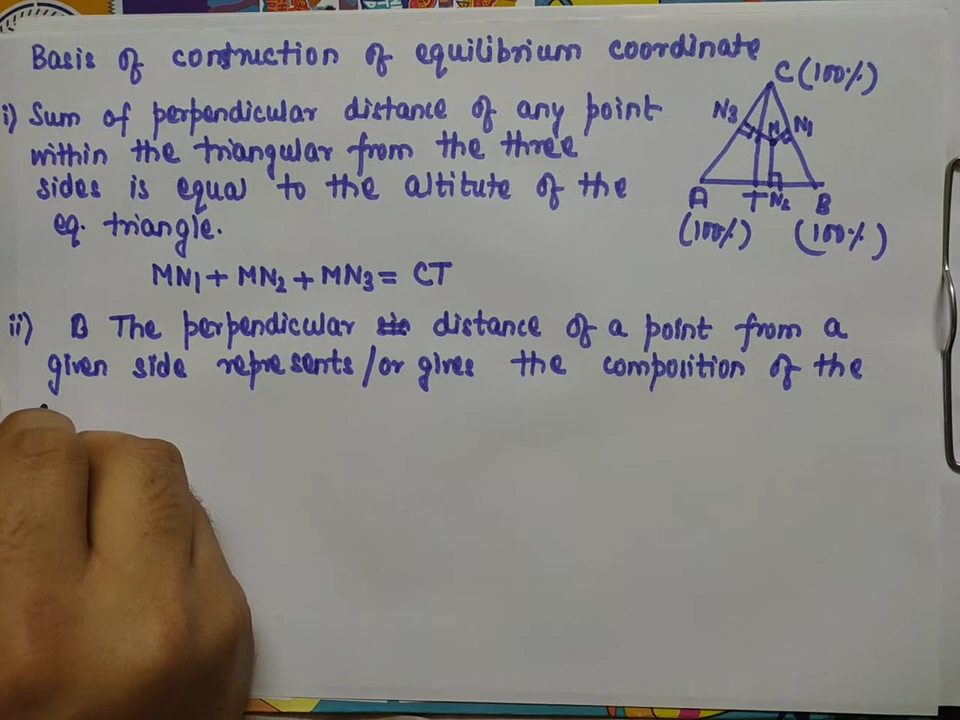 Basis of construction of equilibrium coordinate
i) Sum of perpendicular distance of any point
within the triangular from the three
sides is equal to the altitute of the
eq. triangle.
MN1 + MN2 + MN3 = CT
C (100%)
N3 M N1
A T N2 B
(100%) (100%)
ii) B The perpendicular distance of a point from a
given side represents /or gives the composition of the